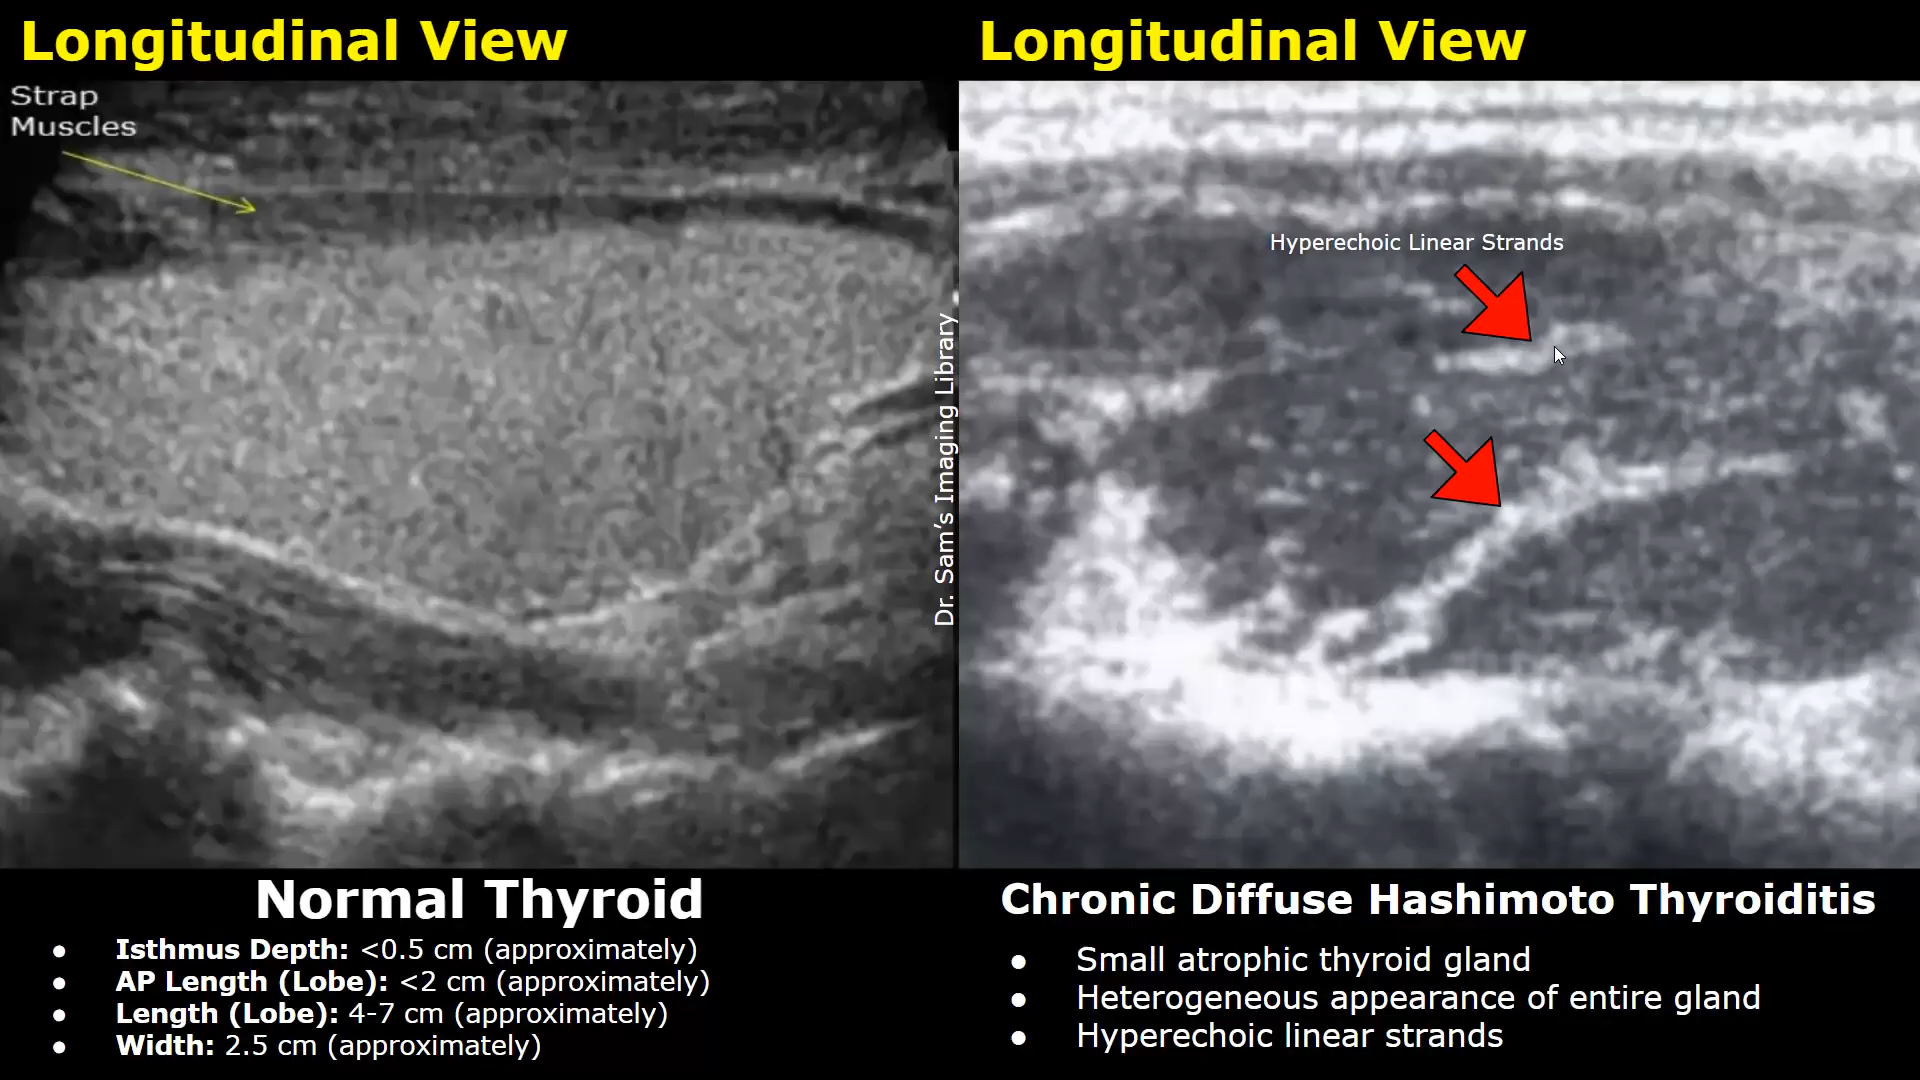 Longitudinal View
Strap
Muscles
Dr. Sam's Imaging Library
Normal Thyroid
● Isthmus Depth: <0.5 cm (approximately)
● AP Length (Lobe): <2 cm (approximately)
● Length (Lobe): 4-7 cm (approximately)
● Width: 2.5 cm (approximately)
Longitudinal View
Hyperechoic Linear Strands
Chronic Diffuse Hashimoto Thyroiditis
● Small atrophic thyroid gland
● Heterogeneous appearance of entire gland
● Hyperechoic linear strands